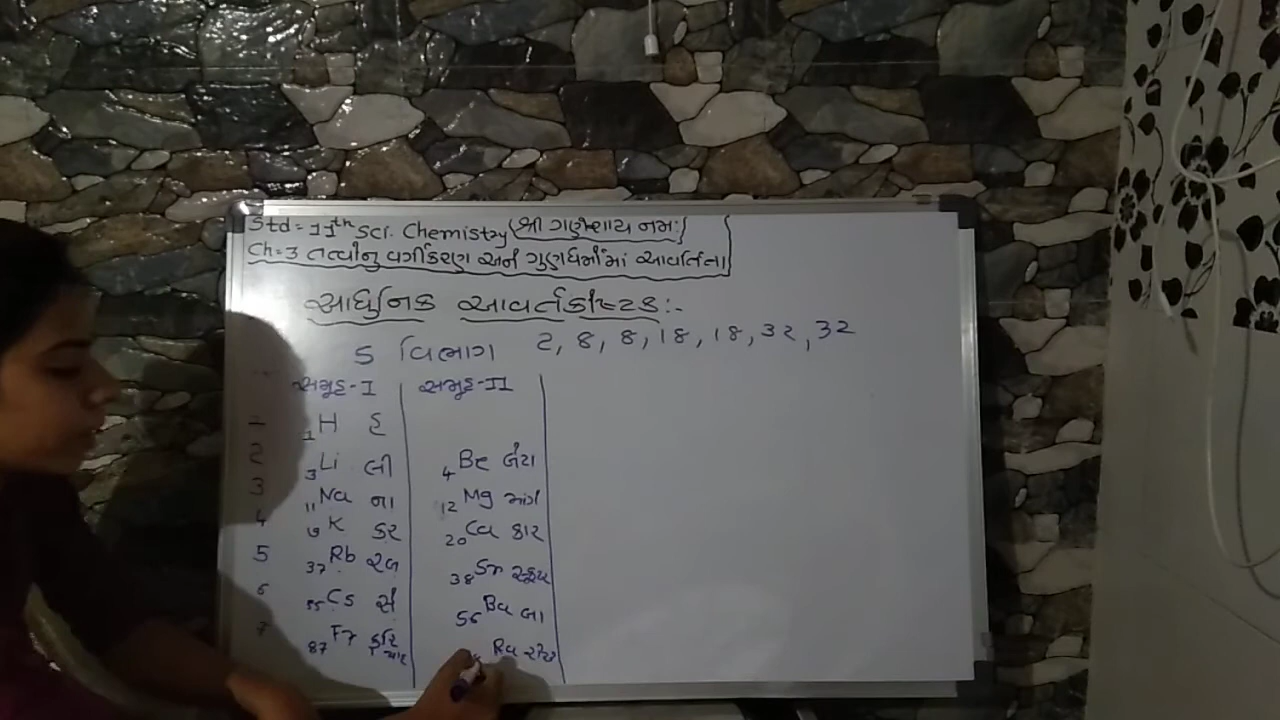 Std = 11th Sci. Chemistry (શ્રી ગણેશાય નમઃ)
Ch=3 તત્વોનુ વર્ગીકરણ અને ગુણધર્મોમાં આવર્તિતા
આધુનિક આવર્તકોષ્ટક:-
S વિભાગ 2, 8, 8, 18, 18, 32, 32
સમૂહ-I સમૂહ-II
1 1H હ
2 3Li લી 4Be બેટા
3 11Na ના 12Mg માંગે
4 K કર 20Ca કાર
5 37Rb રબ 38Sr સ્કૂટર
6 55Cs સે 56Ba બા
7 87Fr ફરિયાદ Ra